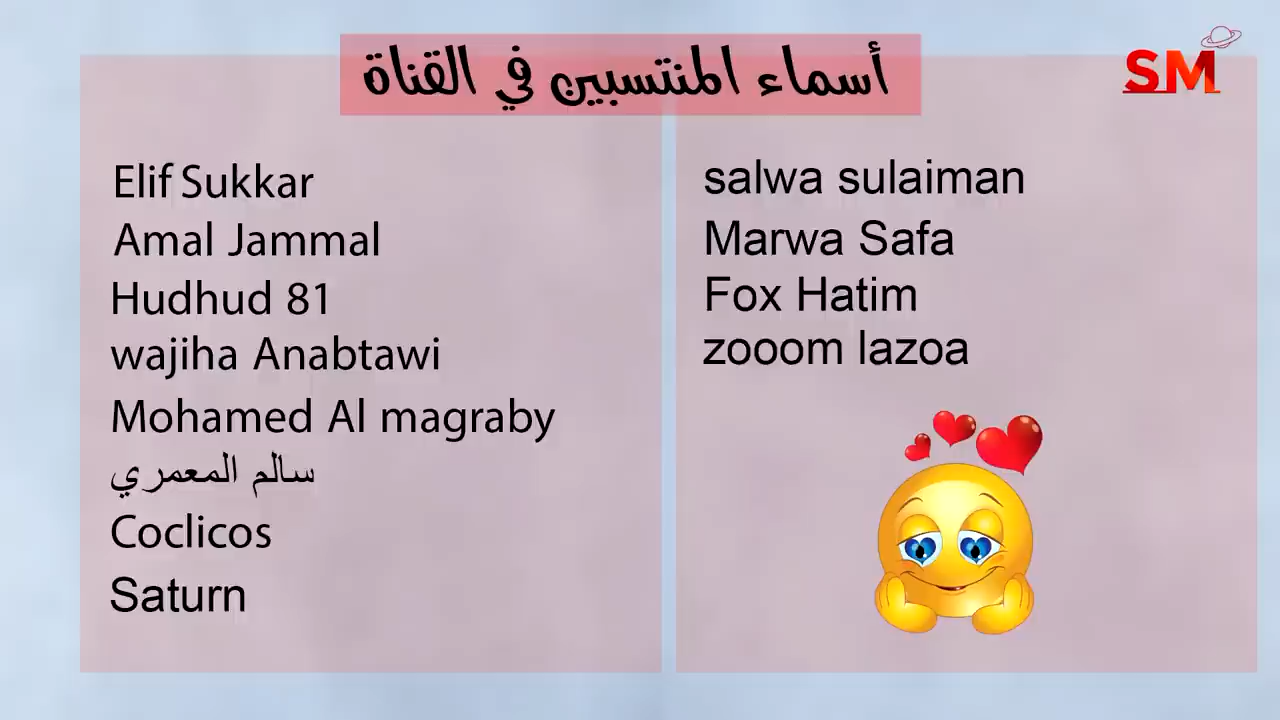 أسماء المنتسبين في القناة
SM
Elif Sukkar
Amal Jammal
Hudhud 81
wajiha Anabtawi
Mohamed Al magraby
سالم المعمري
Coclicos
Saturn
salwa sulaiman
Marwa Safa
Fox Hatim
zooom lazoa